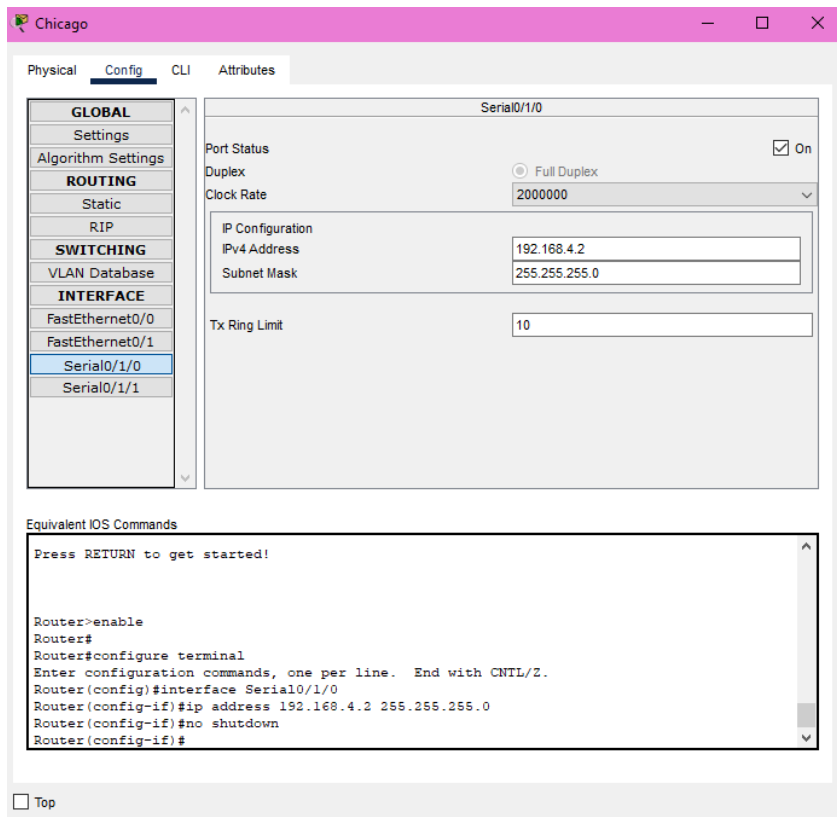 Chicago
Physical Config CLI Attributes
GLOBAL
Settings
Algorithm Settings
ROUTING
Static
RIP
SWITCHING
VLAN Database
INTERFACE
FastEthernet0/0
FastEthernet0/1
Serial0/1/0
Serial0/1/1
Serial0/1/0
Port Status On
Duplex Full Duplex
Clock Rate 2000000
IP Configuration
IPv4 Address 192.168.4.2
Subnet Mask 255.255.255.0
Tx Ring Limit 10
Equivalent IOS Commands
Press RETURN to get started!
Router>enable
Router#
Router#configure terminal
Enter configuration commands, one per line.  End with CNTL/Z.
Router(config)#interface Serial0/1/0
Router(config-if)#ip address 192.168.4.2 255.255.255.0
Router(config-if)#no shutdown
Router(config-if)#
Top